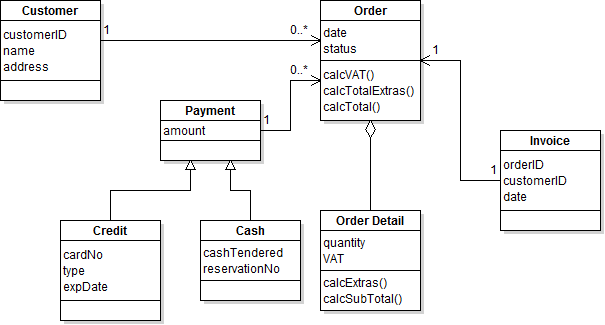 Customer
customerID
name
address
1
0..*
Order
date
status
calcVAT()
calcTotalExtras()
calcTotal()
Payment
amount
1
0..*
1
1
Invoice
orderID
customerID
date
Credit
cardNo
type
expDate
Cash
cashTendered
reservationNo
Order Detail
quantity
VAT
calcExtras()
calcSubTotal()